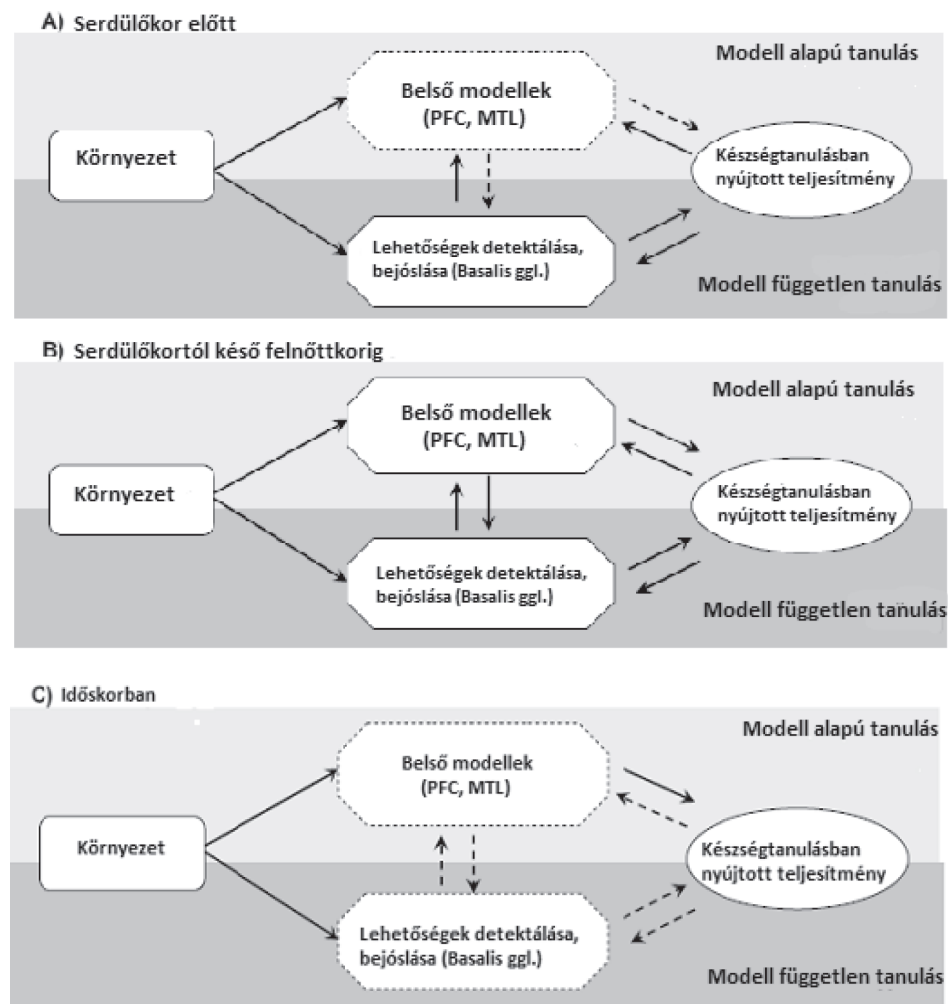 A) Serdülőkor előtt
Modell alapú tanulás
Belső modellek
(PFC, MTL)
Környezet
Készségtanulásban
nyújtott teljesítmény
Lehetőségek detektálása,
bejóslása (Basalis ggl.)
Modell független tanulás
B) Serdülőkortól késő felnőttkorig
Modell alapú tanulás
Belső modellek
(PFC, MTL)
Környezet
Készségtanulásban
nyújtott teljesítmény
Lehetőségek detektálása,
bejóslása (Basalis ggl.)
Modell független tanulás
C) Időskorban
Modell alapú tanulás
Belső modellek
(PFC, MTL)
Környezet
Készségtanulásban
nyújtott teljesítmény
Lehetőségek detektálása,
bejóslása (Basalis ggl.)
Modell független tanulás